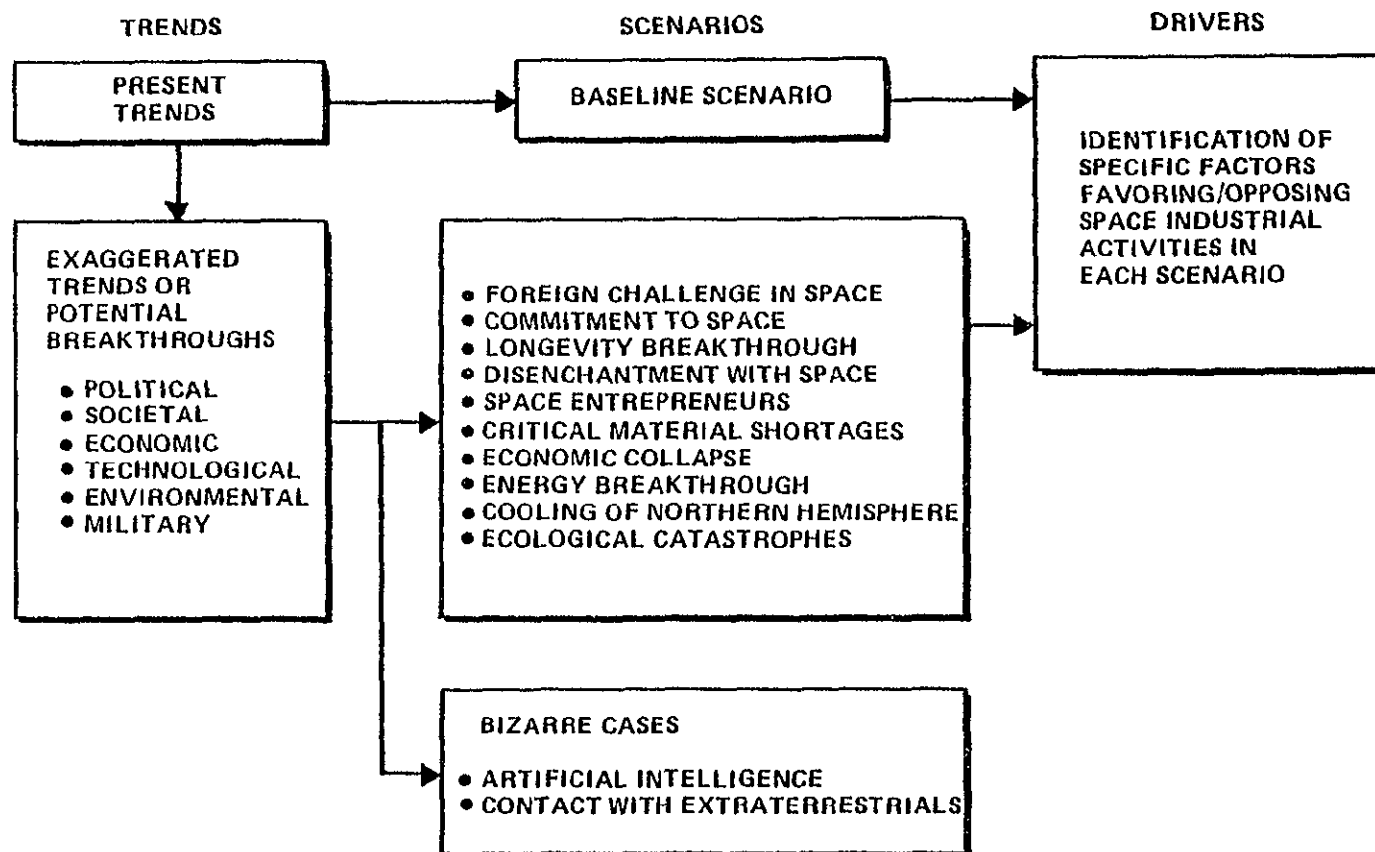 TRENDS
SCENARIOS
DRIVERS
PRESENT
TRENDS
BASELINE SCENARIO
IDENTIFICATION OF
SPECIFIC FACTORS
FAVORING/OPPOSING
SPACE INDUSTRIAL
ACTIVITIES IN
EACH SCENARIO
EXAGGERATED
TRENDS OR
POTENTIAL
BREAKTHROUGHS
• POLITICAL
• SOCIETAL
• ECONOMIC
• TECHNOLOGICAL
• ENVIRONMENTAL
• MILITARY
• FOREIGN CHALLENGE IN SPACE
• COMMITMENT TO SPACE
• LONGEVITY BREAKTHROUGH
• DISENCHANTMENT WITH SPACE
• SPACE ENTREPRENEURS
• CRITICAL MATERIAL SHORTAGES
• ECONOMIC COLLAPSE
• ENERGY BREAKTHROUGH
• COOLING OF NORTHERN HEMISPHERE
• ECOLOGICAL CATASTROPHES
BIZARRE CASES
• ARTIFICIAL INTELLIGENCE
• CONTACT WITH EXTRATERRESTRIALS